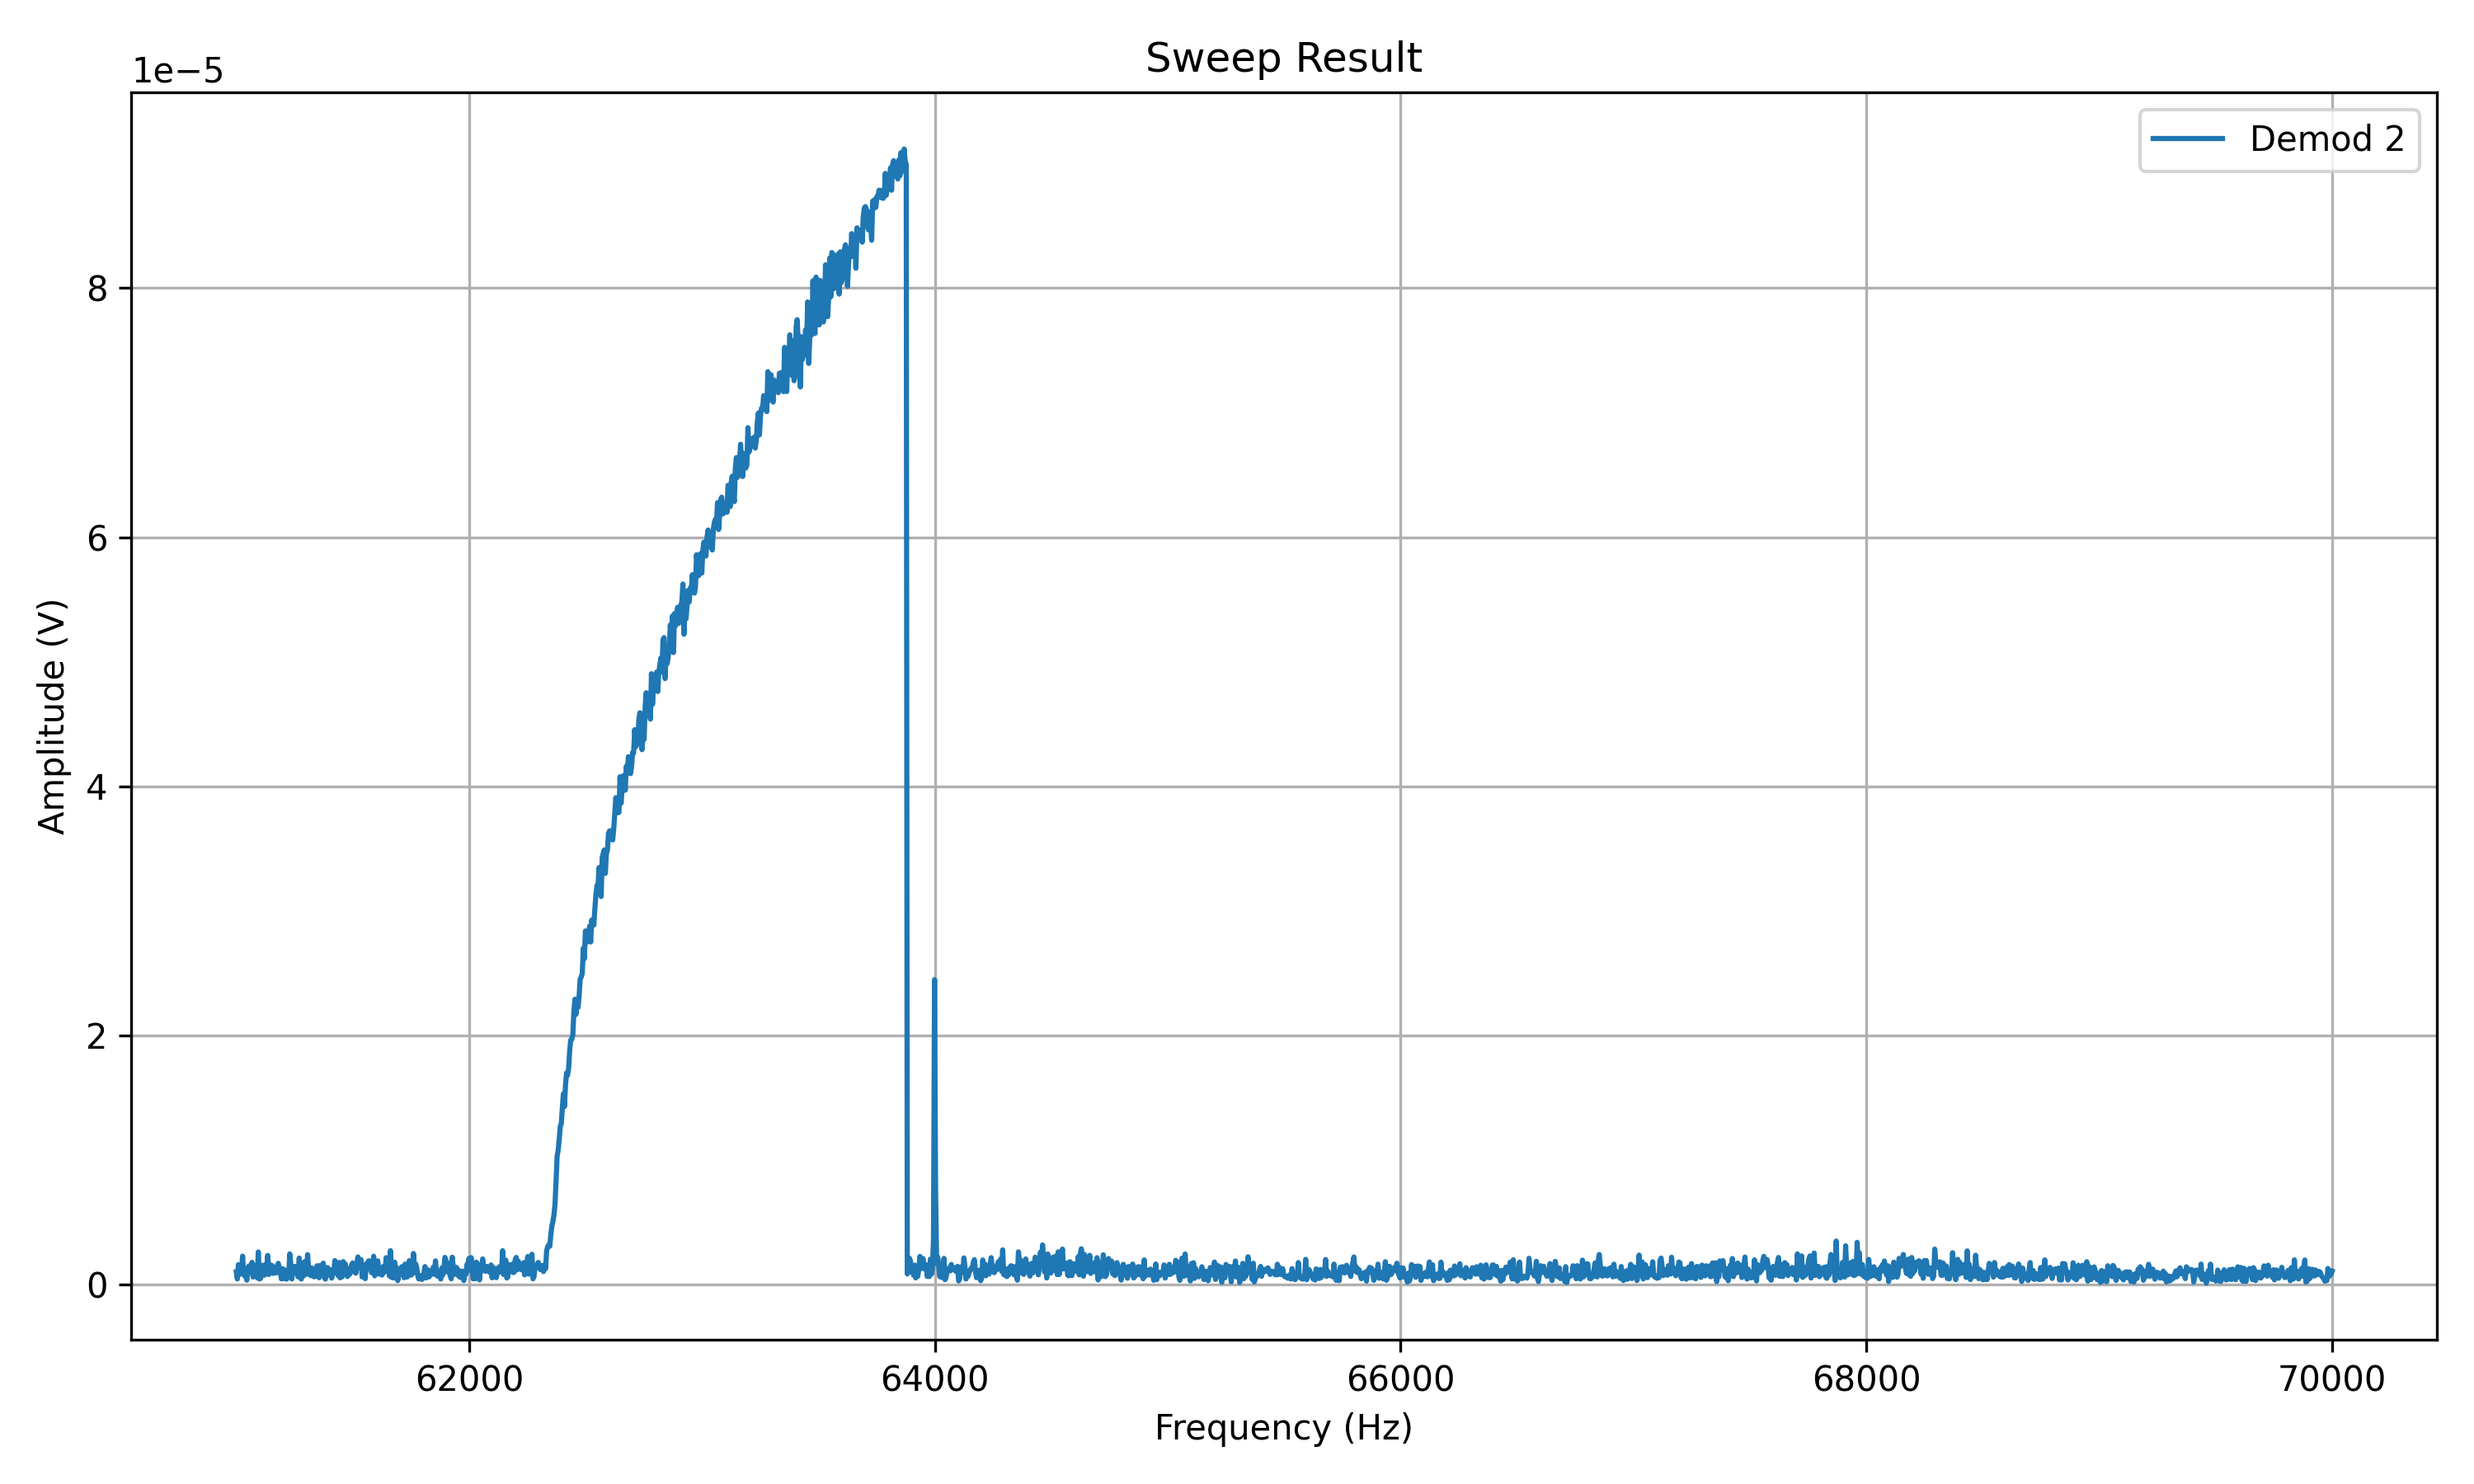 Sweep Result
1e−5
Demod 2
8
6
4
2
0
Amplitude (V)
62000 64000 66000 68000 70000
Frequency (Hz)